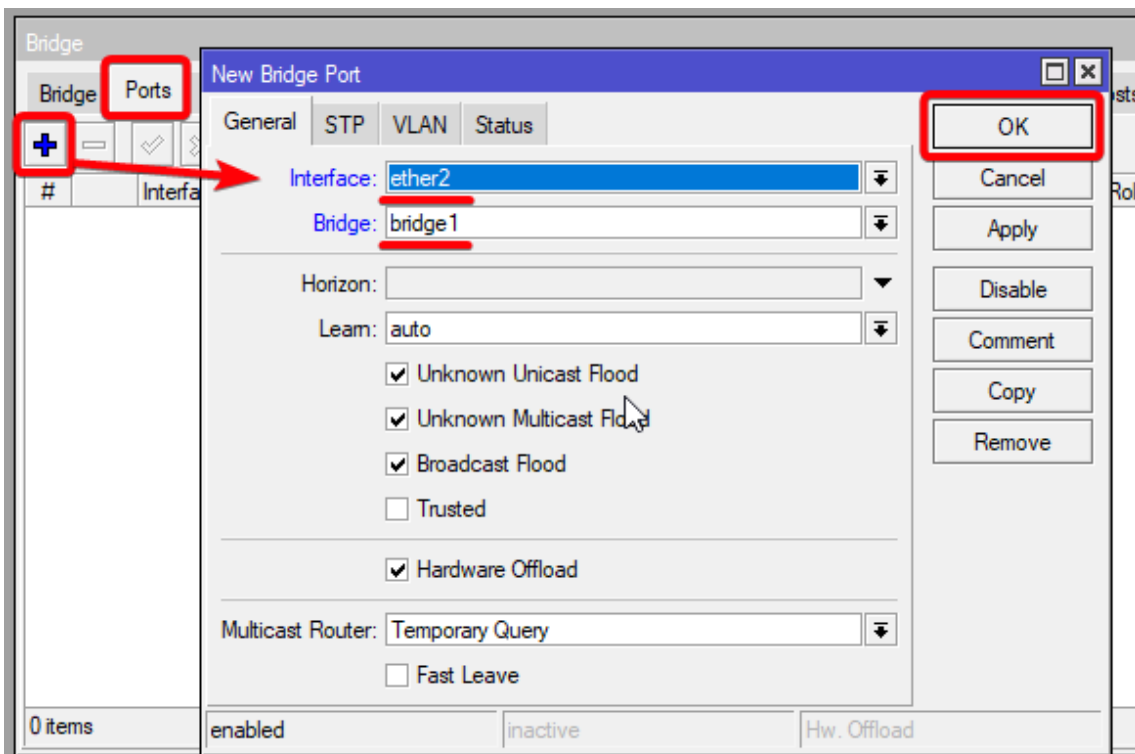 Bridge
New Bridge Port
Bridge Ports
General STP VLAN Status
OK
# Interfa
Interface: ether2
Cancel
Bridge: bridge1
Apply
Horizon:
Disable
Learn: auto
Comment
Unknown Unicast Flood
Copy
Unknown Multicast Flood
Remove
Broadcast Flood
Trusted
Hardware Offload
Multicast Router: Temporary Query
Fast Leave
0 items
enabled inactive Hw. Offload